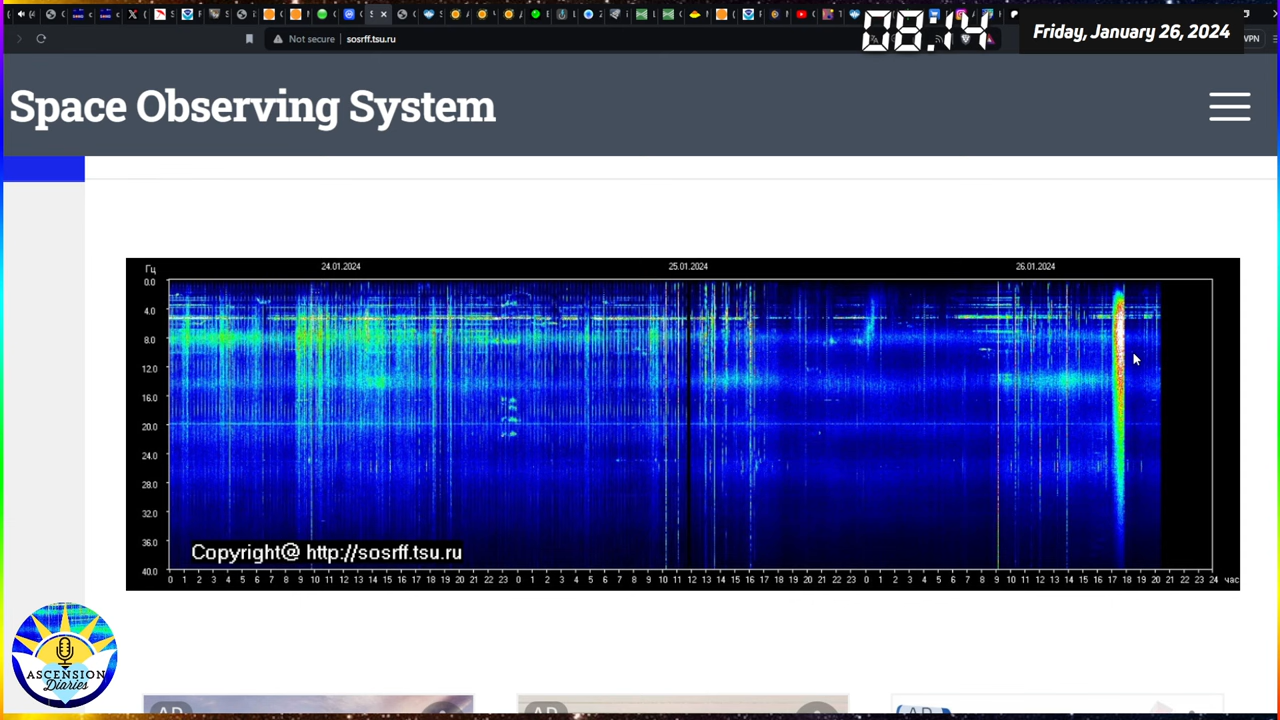 08:14
Friday, January 26, 2024
Not secure
sosrff.tsu.ru
VPN
Space Observing System
24.01.2024
25.01.2024
26.01.2024
Гц
0.0
4.0
8.0
12.0
16.0
20.0
24.0
28.0
32.0
36.0
40.0
Copyright@ http://sosrff.tsu.ru
0 1 2 3 4 5 6 7 8 9 10 11 12 13 14 15 16 17 18 19 20 21 22 23 0 1 2 3 4 5 6 7 8 9 10 11 12 13 14 15 16 17 18 19 20 21 22 23 0 1 2 3 4 5 6 7 8 9 10 11 12 13 14 15 16 17 18 19 20 21 22 23 24 час
ASCENSION
Diaries
AD
AD
AD